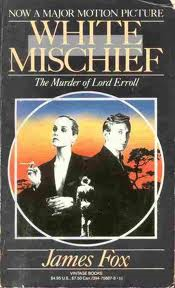 NOW A MAJOR MOTION PICTURE
WHITE
MISCHIEF
The Murder of Lord Erroll
James Fox
VINTAGE BOOKS